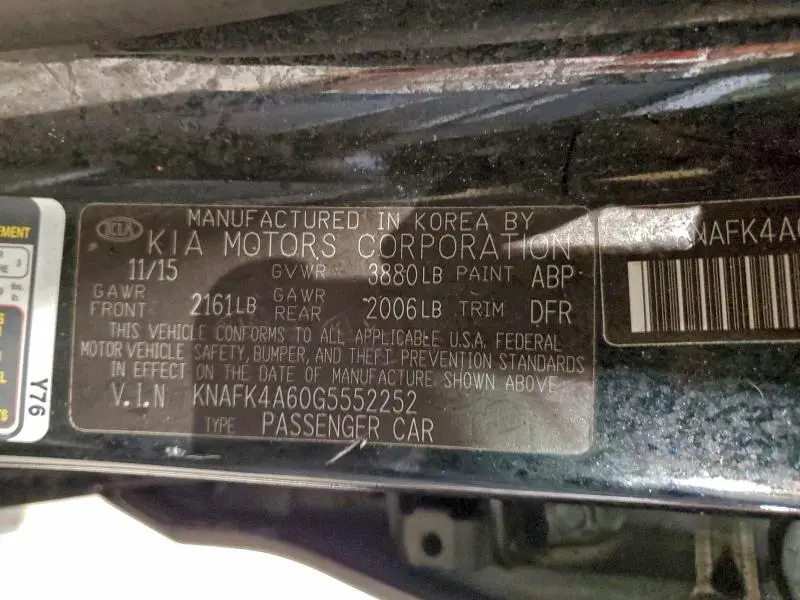 EMENT
Y76
KIA
MANUFACTURED IN KOREA BY
KIA MOTORS CORPORATION
11/15 GVWR 3880LB PAINT ABP
GAWR FRONT 2161LB GAWR REAR 2006LB TRIM DFR
THIS VEHICLE CONFORMS TO ALL APPLICABLE U.S.A. FEDERAL
MOTOR VEHICLE SAFETY, BUMPER, AND THEFT PREVENTION STANDARDS
IN EFFECT ON THE DATE OF MANUFACTURE SHOWN ABOVE.
V.I.N KNAFK4A60G5552252
TYPE PASSENGER CAR
NAFK4A6